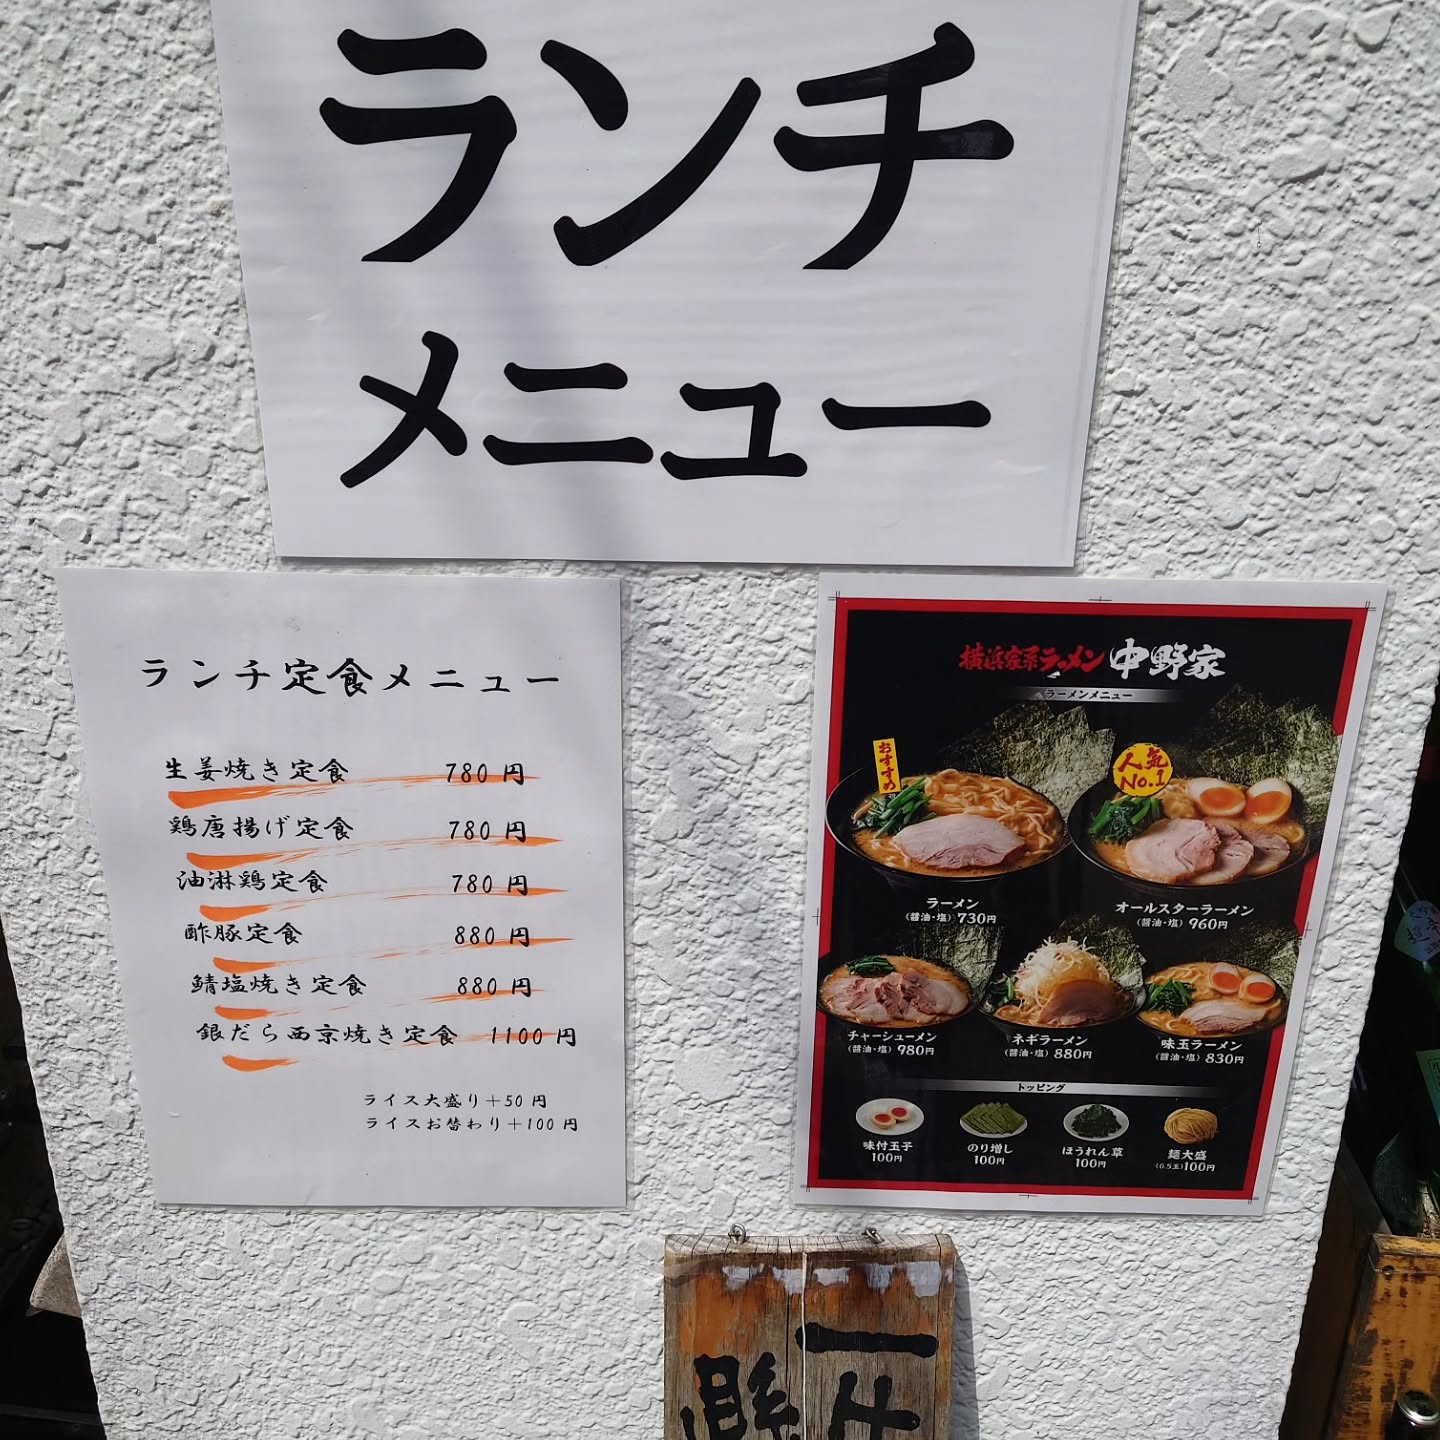 ランチ
メニュー
ランチ定食メニュー
生姜焼き定食 780円
鶏唐揚げ定食 780円
油淋鶏定食 780円
酢豚定食 880円
鯖塩焼き定食 880円
銀だら西京焼き定食 1100円
ライス大盛り+50円
ライスお替わり+100円
横浜家系ラーメン 中野家
ラーメンメニュー
おすすめ
人気
No.1
ラーメン
(醤油・塩) 730円
オールスターラーメン
(醤油・塩) 960円
チャーシューメン
(醤油・塩) 980円
ネギラーメン
(醤油・塩) 880円
味玉ラーメン
(醤油・塩) 830円
トッピング
味付玉子
100円
のり増し
100円
ほうれん草
100円
麺大盛
(0.5玉)100円